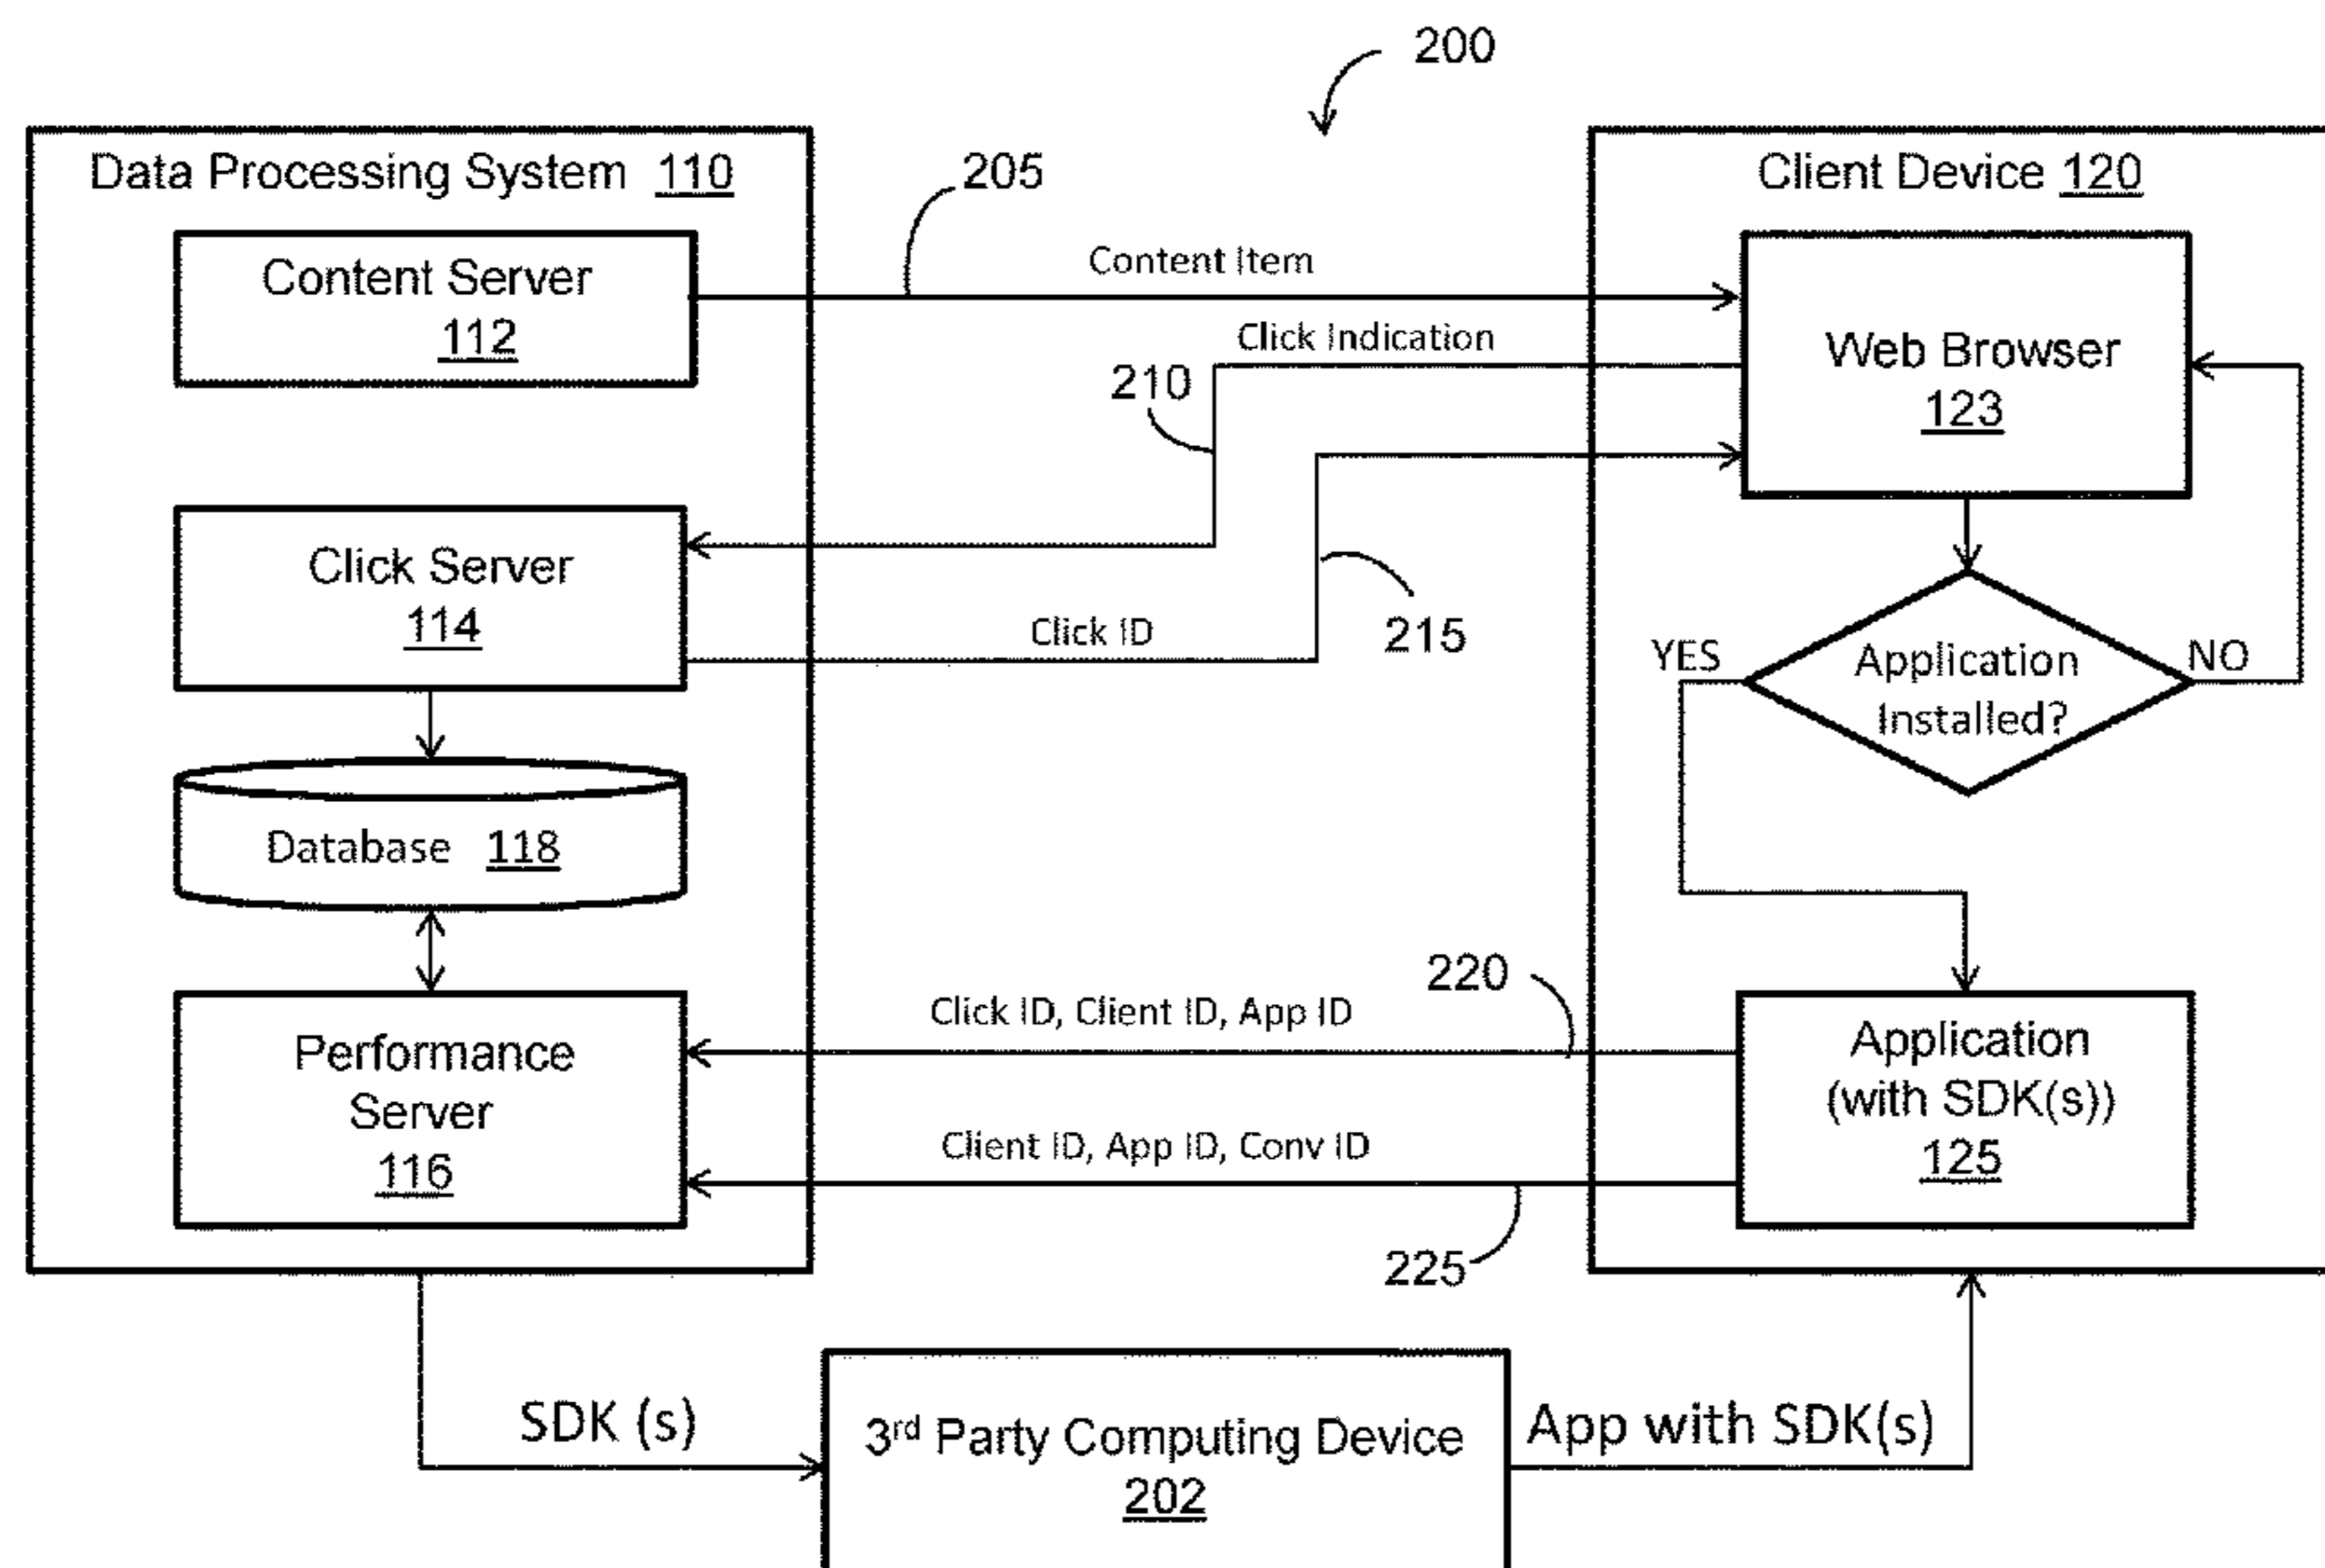 200
Data Processing System 110
205
Client Device 120
Content Server
112
Content Item
Click Indication
Web Browser
123
210
Click Server
114
Click ID
215
YES
Application
Installed?
NO
Database 118
220
Click ID, Client ID, App ID
Performance
Server
116
Application
(with SDK(s))
125
Client ID, App ID, Conv ID
225
SDK (s)
3rd Party Computing Device
202
App with SDK(s)